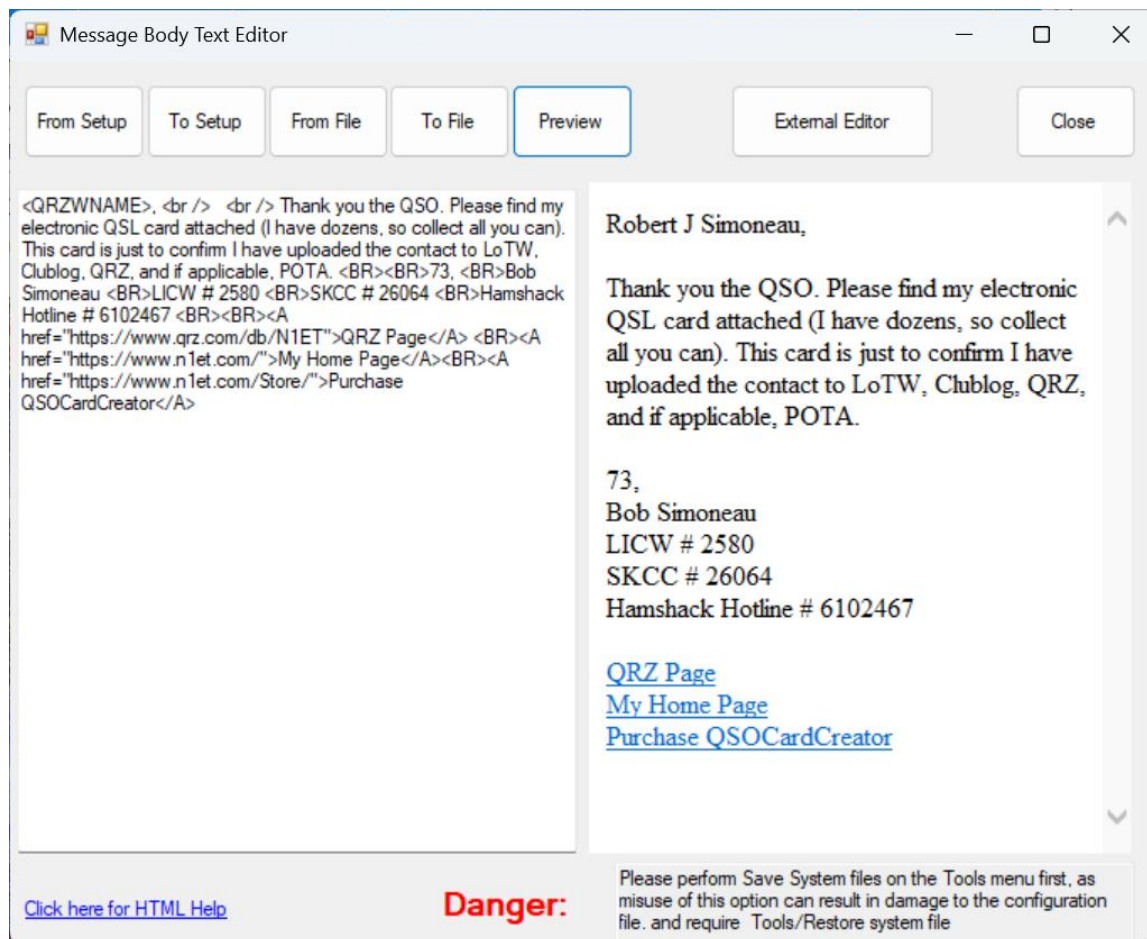 Message Body Text Editor
From Setup
To Setup
From File
To File
Preview
External Editor
Close
<QRZWNAME>, <br />   <br /> Thank you the QSO. Please find my
electronic QSL card attached (I have dozens, so collect all you can).
This card is just to confirm I have uploaded the contact to LoTW,
Clublog, QRZ, and if applicable, POTA. <BR><BR>73, <BR>Bob
Simoneau <BR>LICW # 2580 <BR>SKCC # 26064 <BR>Hamshack
Hotline # 6102467 <BR><BR><A
href="https://www.qrz.com/db/N1ET">QRZ Page</A> <BR><A
href="https://www.n1et.com/">My Home Page</A><BR><A
href="https://www.n1et.com/Store/">Purchase
QSOCardCreator</A>
Robert J Simoneau,
Thank you the QSO. Please find my electronic
QSL card attached (I have dozens, so collect
all you can). This card is just to confirm I have
uploaded the contact to LoTW, Clublog, QRZ,
and if applicable, POTA.
73,
Bob Simoneau
LICW # 2580
SKCC # 26064
Hamshack Hotline # 6102467
QRZ Page
My Home Page
Purchase QSOCardCreator
Click here for HTML Help
Danger:
Please perform Save System files on the Tools menu first, as
misuse of this option can result in damage to the configuration
file. and require  Tools/Restore system file